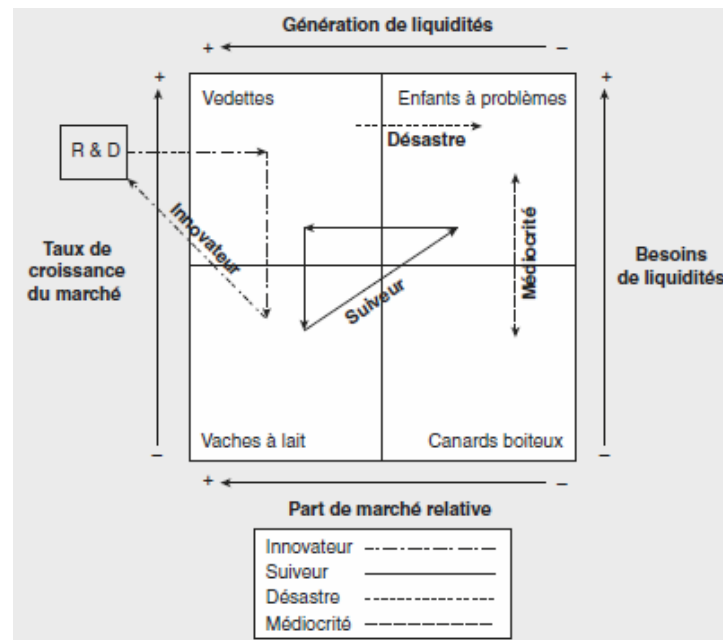 Génération de liquidités
+ –
+ +
Vedettes
Enfants à problèmes
Désastre
R & D
Innovateur
Médiocrité
Taux de
croissance
du marché
Besoins
de liquidités
Suiveur
Vaches à lait
Canards boiteux
– –
+ –
Part de marché relative
Innovateur
Suiveur
Désastre
Médiocrité